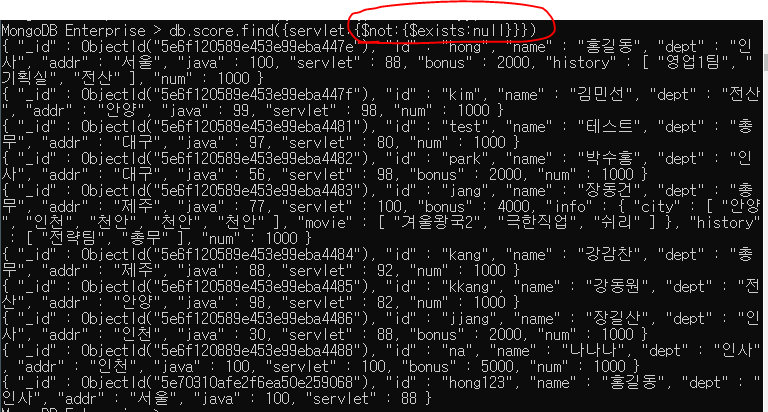 MongoDB Enterprise > db.score.find({servlet:{$not:{$exists:null}}})
{ "_id" : ObjectId("5e6f120589e453e99eba447e"), "id" : "hong", "name" : "홍길동", "dept" : "인
사", "addr" : "서울", "java" : 100, "servlet" : 88, "bonus" : 2000, "history" : [ "영업1팀", "
기획실", "전산" ], "num" : 1000 }
{ "_id" : ObjectId("5e6f120589e453e99eba447f"), "id" : "kim", "name" : "김민선", "dept" : "전산
", "addr" : "안양", "java" : 99, "servlet" : 98, "num" : 1000 }
{ "_id" : ObjectId("5e6f120589e453e99eba4481"), "id" : "test", "name" : "테스트", "dept" : "총
무", "addr" : "대구", "java" : 97, "servlet" : 80, "num" : 1000 }
{ "_id" : ObjectId("5e6f120589e453e99eba4482"), "id" : "park", "name" : "박수홀", "dept" : "인
사", "addr" : "대구", "java" : 56, "servlet" : 98, "bonus" : 2000, "num" : 1000 }
{ "_id" : ObjectId("5e6f120589e453e99eba4483"), "id" : "jang", "name" : "장동건", "dept" : "총
무", "addr" : "제주", "java" : 77, "servlet" : 100, "bonus" : 4000, "info" : { "city" : [ "안양
", "인천", "천안", "천안", "천안" ], "movie" : [ "겨울왕국2", "극한직업", "쉬리" ] }, "history"
: [ "전략팀", "총무" ], "num" : 1000 }
{ "_id" : ObjectId("5e6f120589e453e99eba4484"), "id" : "kang", "name" : "강감찬", "dept" : "총
무", "addr" : "제주", "java" : 88, "servlet" : 92, "num" : 1000 }
{ "_id" : ObjectId("5e6f120589e453e99eba4485"), "id" : "kkang", "name" : "강동원", "dept" : "전
산", "addr" : "안양", "java" : 98, "servlet" : 82, "num" : 1000 }
{ "_id" : ObjectId("5e6f120589e453e99eba4486"), "id" : "jjang", "name" : "장길산", "dept" : "인
사", "addr" : "인천", "java" : 30, "servlet" : 88, "bonus" : 2000, "num" : 1000 }
{ "_id" : ObjectId("5e6f120889e453e99eba4488"), "id" : "na", "name" : "나나나", "dept" : "인사"
, "addr" : "인천", "java" : 100, "servlet" : 100, "bonus" : 5000, "num" : 1000 }
{ "_id" : ObjectId("5e70310afe2f6ea50e259068"), "id" : "hong123", "name" : "홍길동", "dept" : "
인사", "addr" : "서울", "java" : 100, "servlet" : 88 }
MongoDB Enterprise >